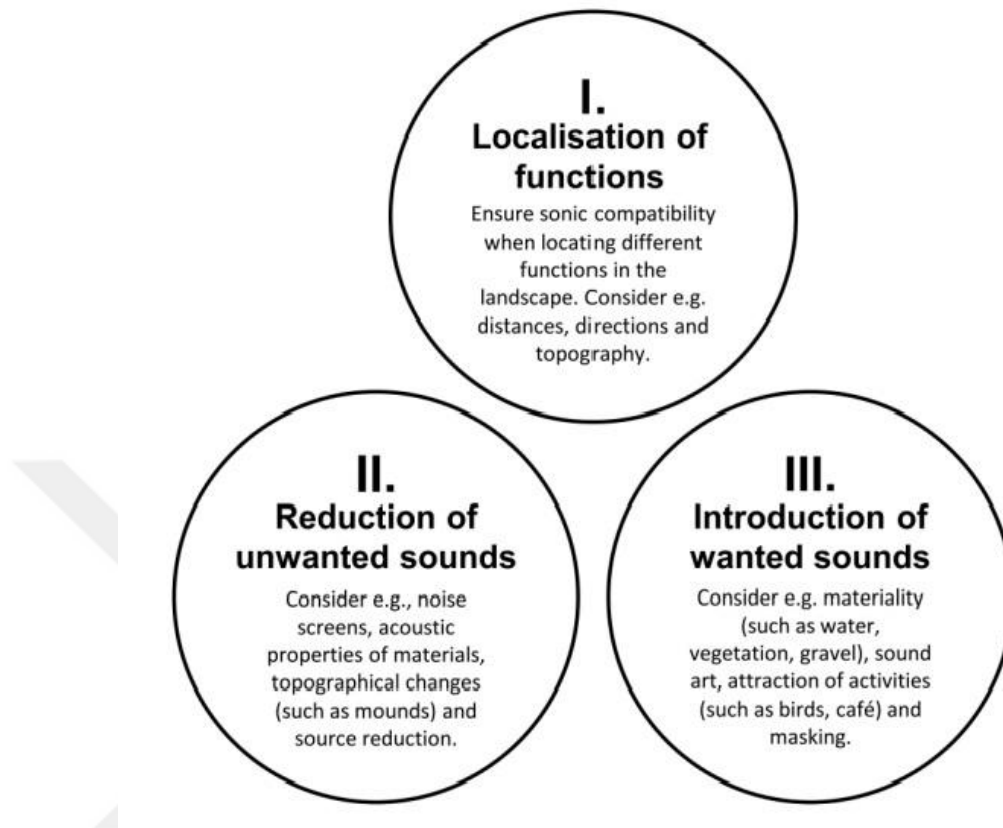 I.
Localisation of
functions
Ensure sonic compatibility
when locating different
functions in the
landscape. Consider e.g.
distances, directions and
topography.
II.
Reduction of
unwanted sounds
Consider e.g., noise
screens, acoustic
properties of materials,
topographical changes
(such as mounds) and
source reduction.
III.
Introduction of
wanted sounds
Consider e.g. materiality
(such as water,
vegetation, gravel), sound
art, attraction of activities
(such as birds, café) and
masking.